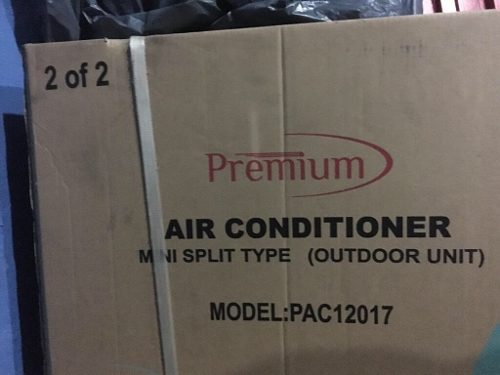 2 of 2
Premium
AIR CONDITIONER
MINI SPLIT TYPE (OUTDOOR UNIT)
MODEL:PAC12017